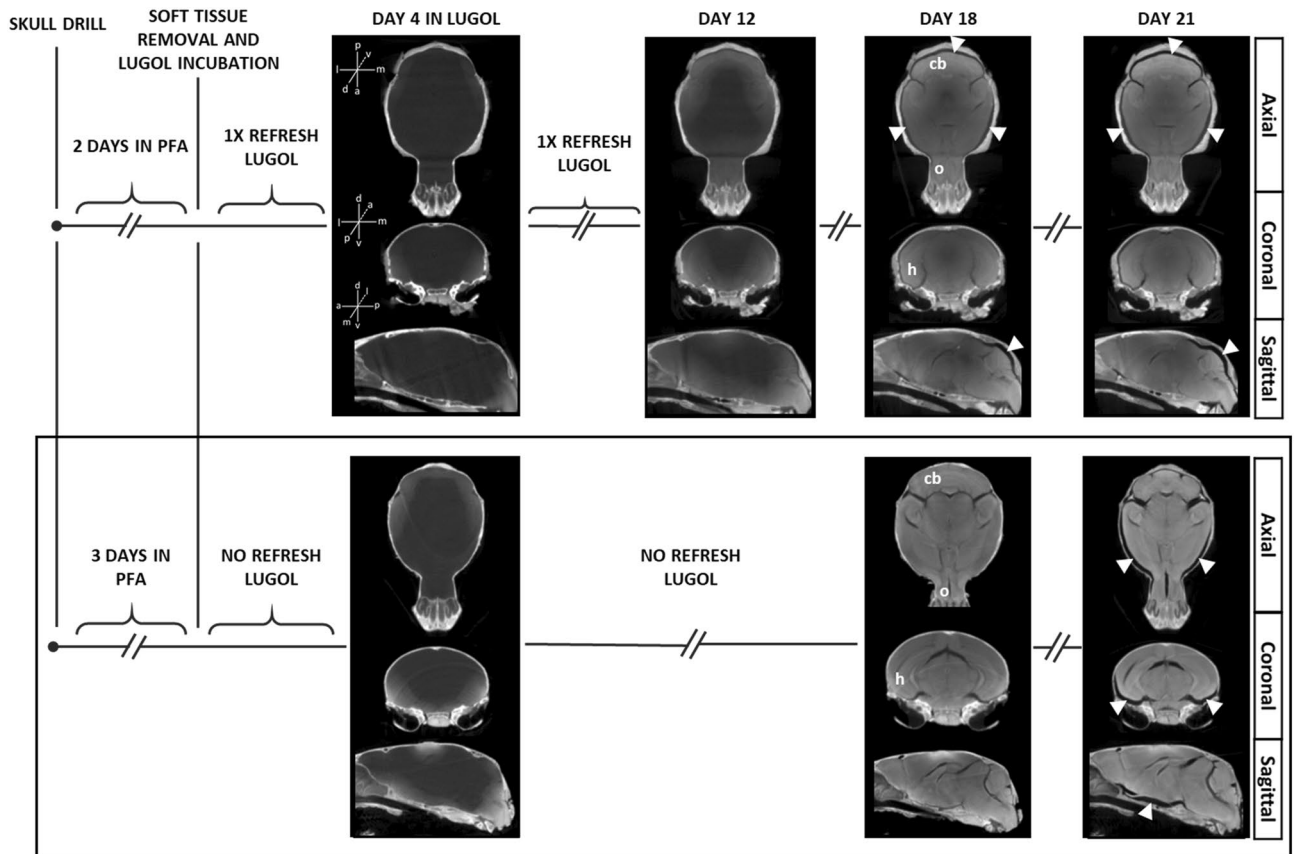 SKULL DRILL
SOFT TISSUE
REMOVAL AND
LUGOL INCUBATION
DAY 4 IN LUGOL
DAY 12
DAY 18
DAY 21
2 DAYS IN PFA
1X REFRESH
LUGOL
1X REFRESH
LUGOL
p
v
l
m
d
a
cb
o
Axial
d
a
l
m
p
v
h
Coronal
d
l
a
p
m
v
Sagittal
3 DAYS IN
PFA
NO REFRESH
LUGOL
NO REFRESH
LUGOL
cb
o
Axial
h
Coronal
Sagittal